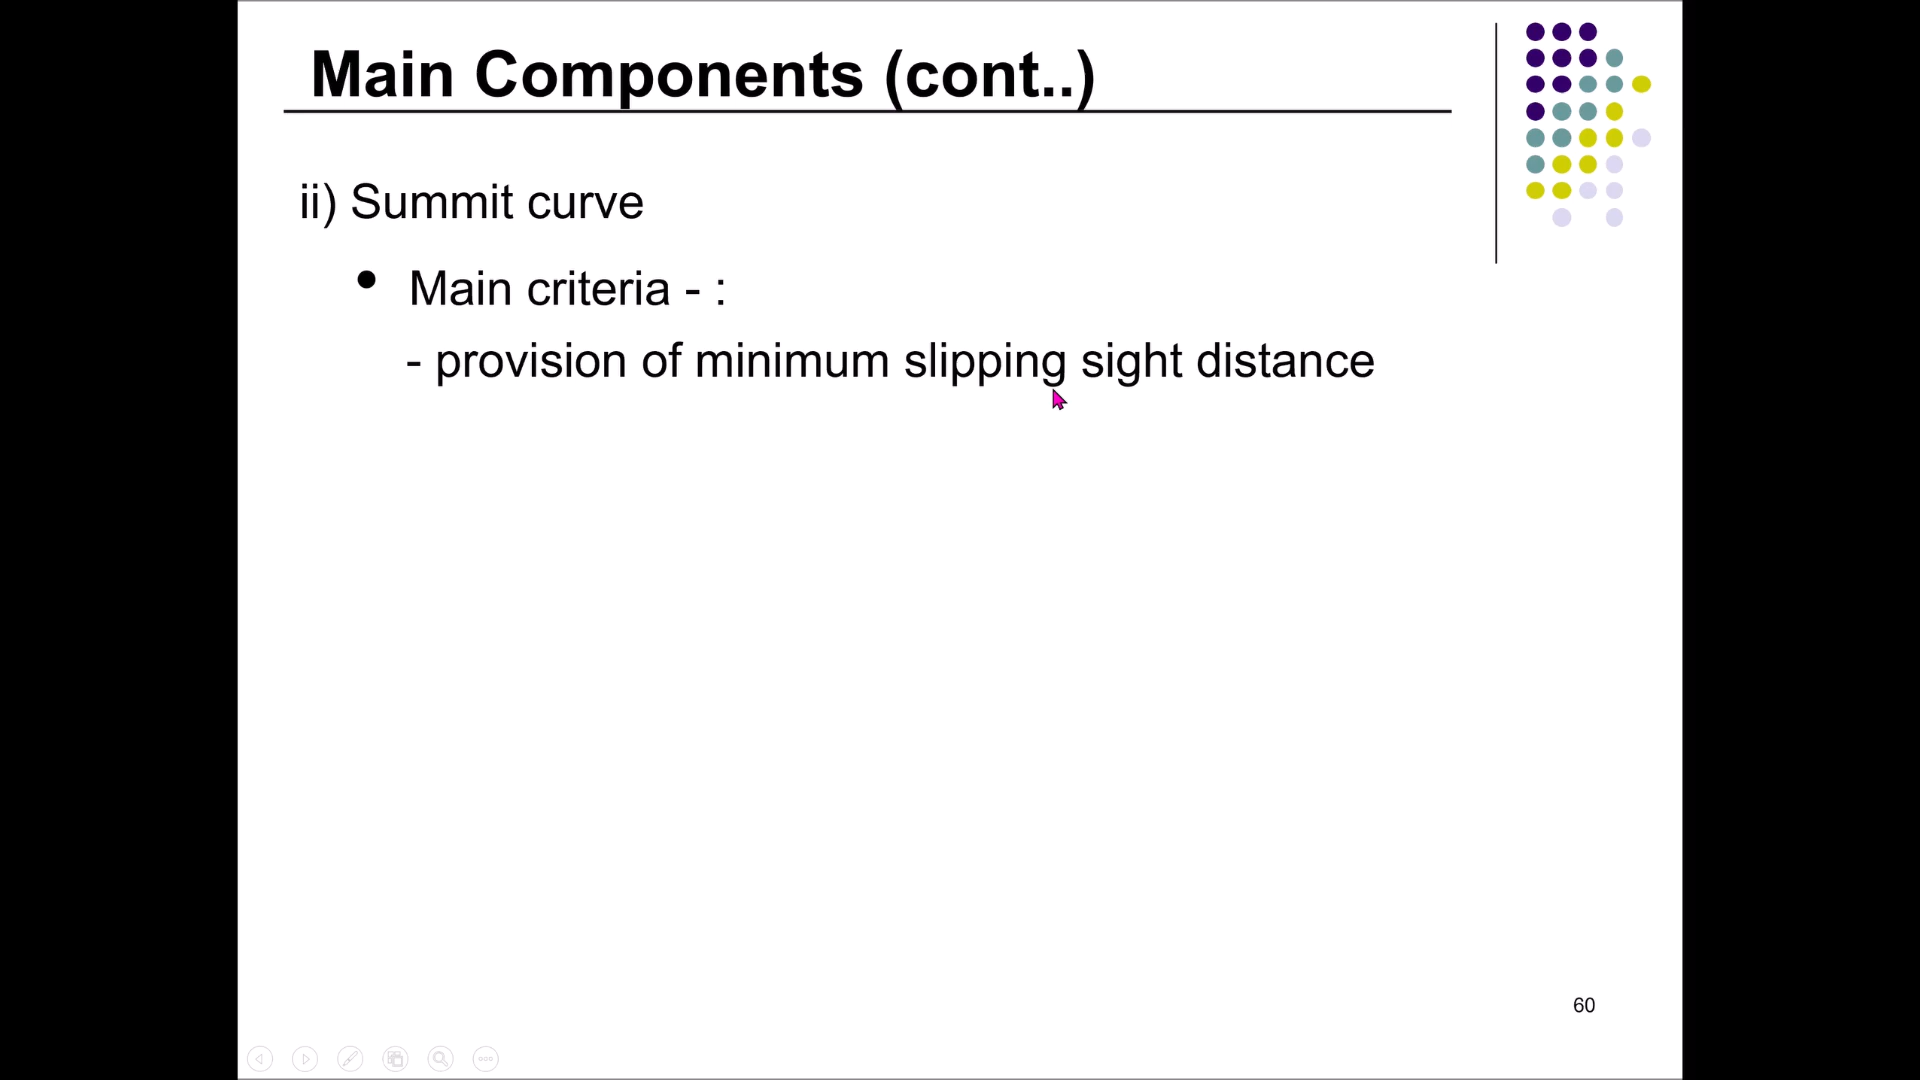 Main Components (cont..)
ii) Summit curve
• Main criteria - :
- provision of minimum slipping sight distance
60